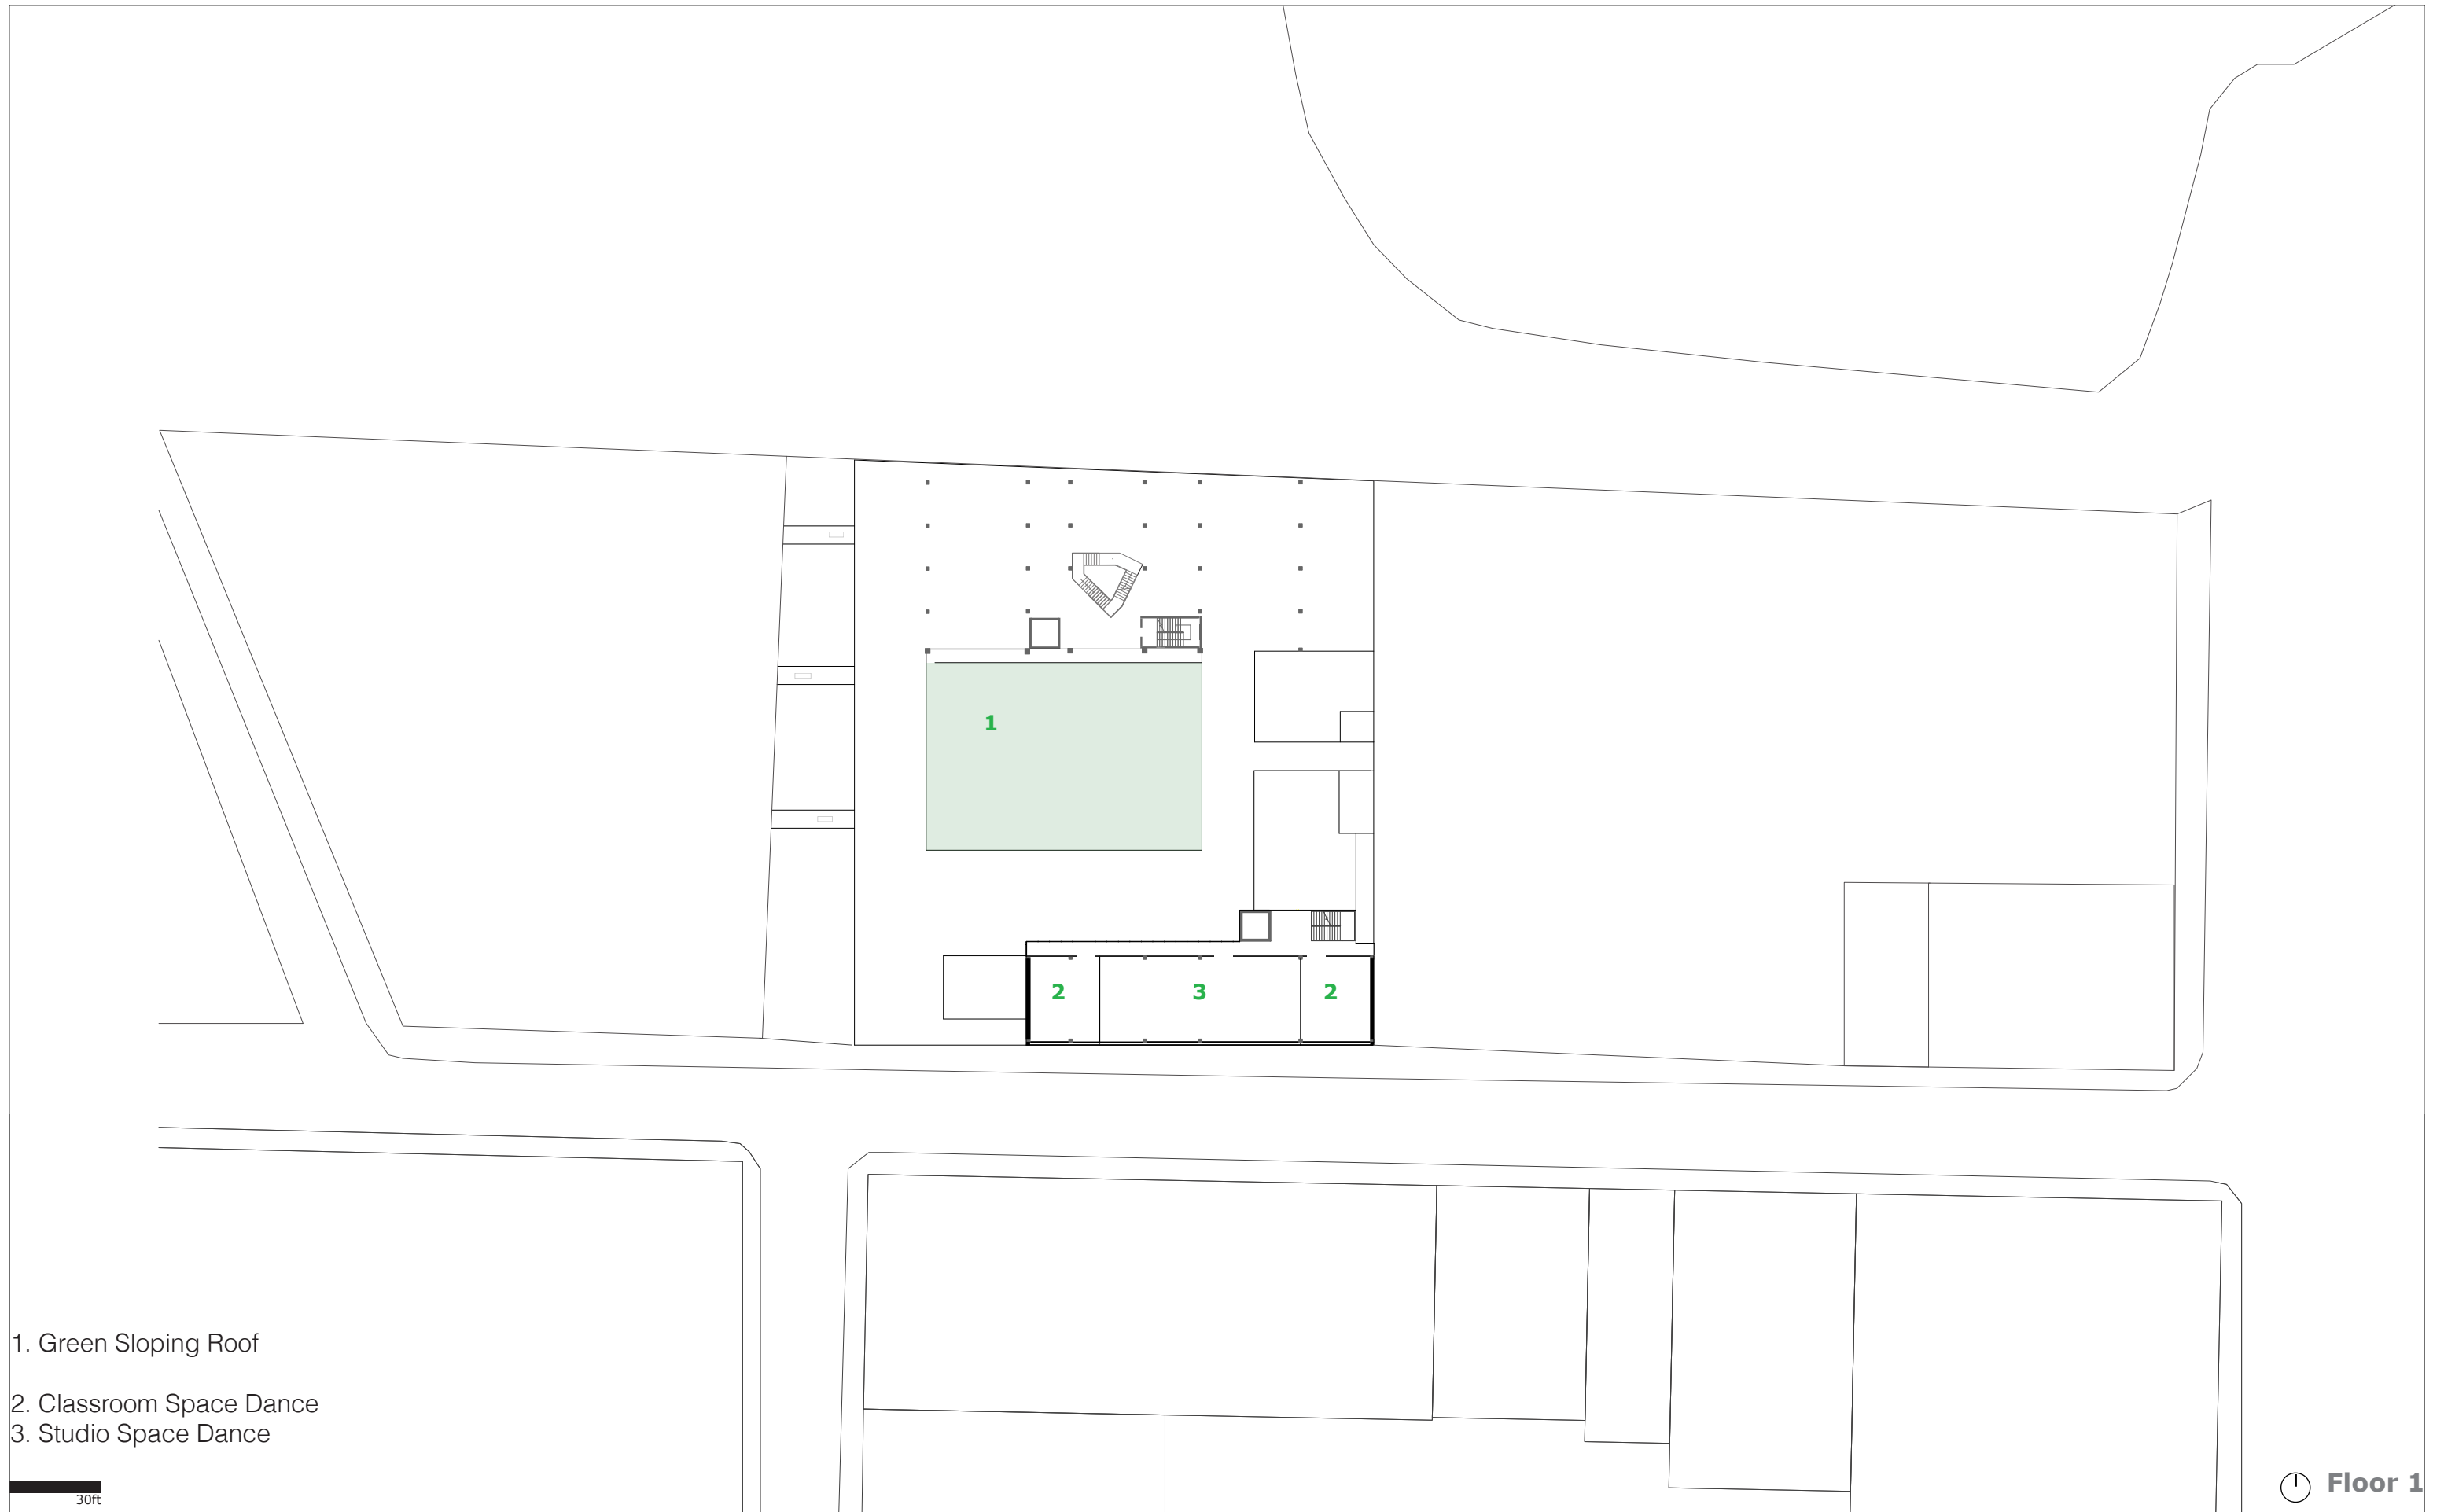 1
2
3
2
1. Green Sloping Roof
2. Classroom Space Dance
3. Studio Space Dance
30ft
Floor 1